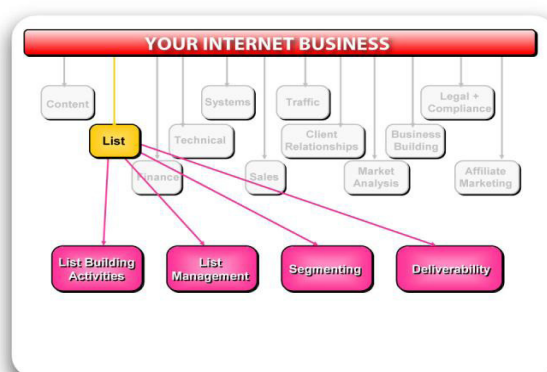 YOUR INTERNET BUSINESS
Content
Systems
Traffic
Legal +
Compliance
List
Technical
Client
Relationships
Business
Building
Finance
Sales
Market
Analysis
Affiliate
Marketing
List Building
Activities
List
Management
Segmenting
Deliverability